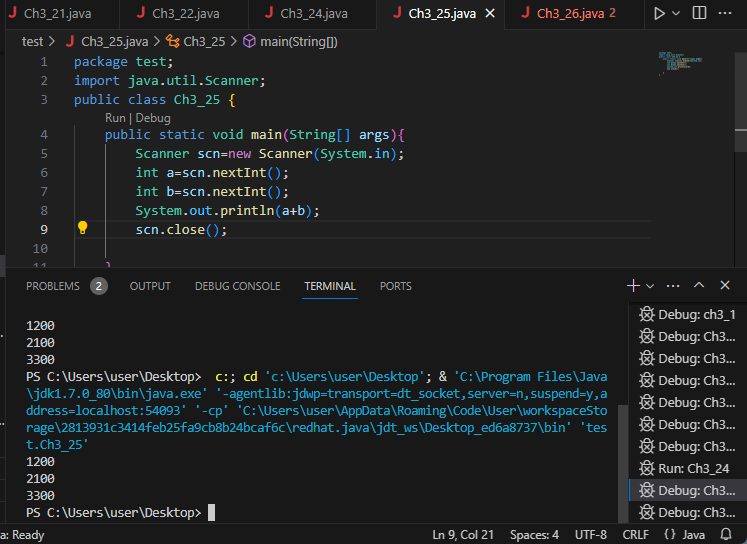 Ch3_21.java Ch3_22.java Ch3_24.java Ch3_25.java Ch3_26.java 2
test > Ch3_25.java > Ch3_25 > main(String[])
1 package test;
2 import java.util.Scanner;
3 public class Ch3_25 {
Run | Debug
4 public static void main(String[] args){
5 Scanner scn=new Scanner(System.in);
6 int a=scn.nextInt();
7 int b=scn.nextInt();
8 System.out.println(a+b);
9 scn.close();
10
11 }
PROBLEMS 2 OUTPUT DEBUG CONSOLE TERMINAL PORTS
1200
2100
3300
PS C:\Users\user\Desktop>  c:; cd 'c:\Users\user\Desktop'; & 'C:\Program Files\Java
\jdk1.7.0_80\bin\java.exe' '-agentlib:jdwp=transport=dt_socket,server=n,suspend=y,a
ddress=localhost:54093' '-cp' 'C:\Users\user\AppData\Roaming\Code\User\workspaceSto
rage\2813931c3414feb25fa9cb8b24bcaf6c\redhat.java\jdt_ws\Desktop_ed6a8737\bin' 'tes
t.Ch3_25'
1200
2100
3300
PS C:\Users\user\Desktop>
Debug: ch3_1
Debug: Ch3...
Debug: Ch3...
Debug: Ch3...
Debug: Ch3...
Debug: Ch3...
Debug: Ch3...
Run: Ch3_24
Debug: Ch3...
Debug: Ch3...
a: Ready Ln 9, Col 21 Spaces: 4 UTF-8 CRLF {} Java